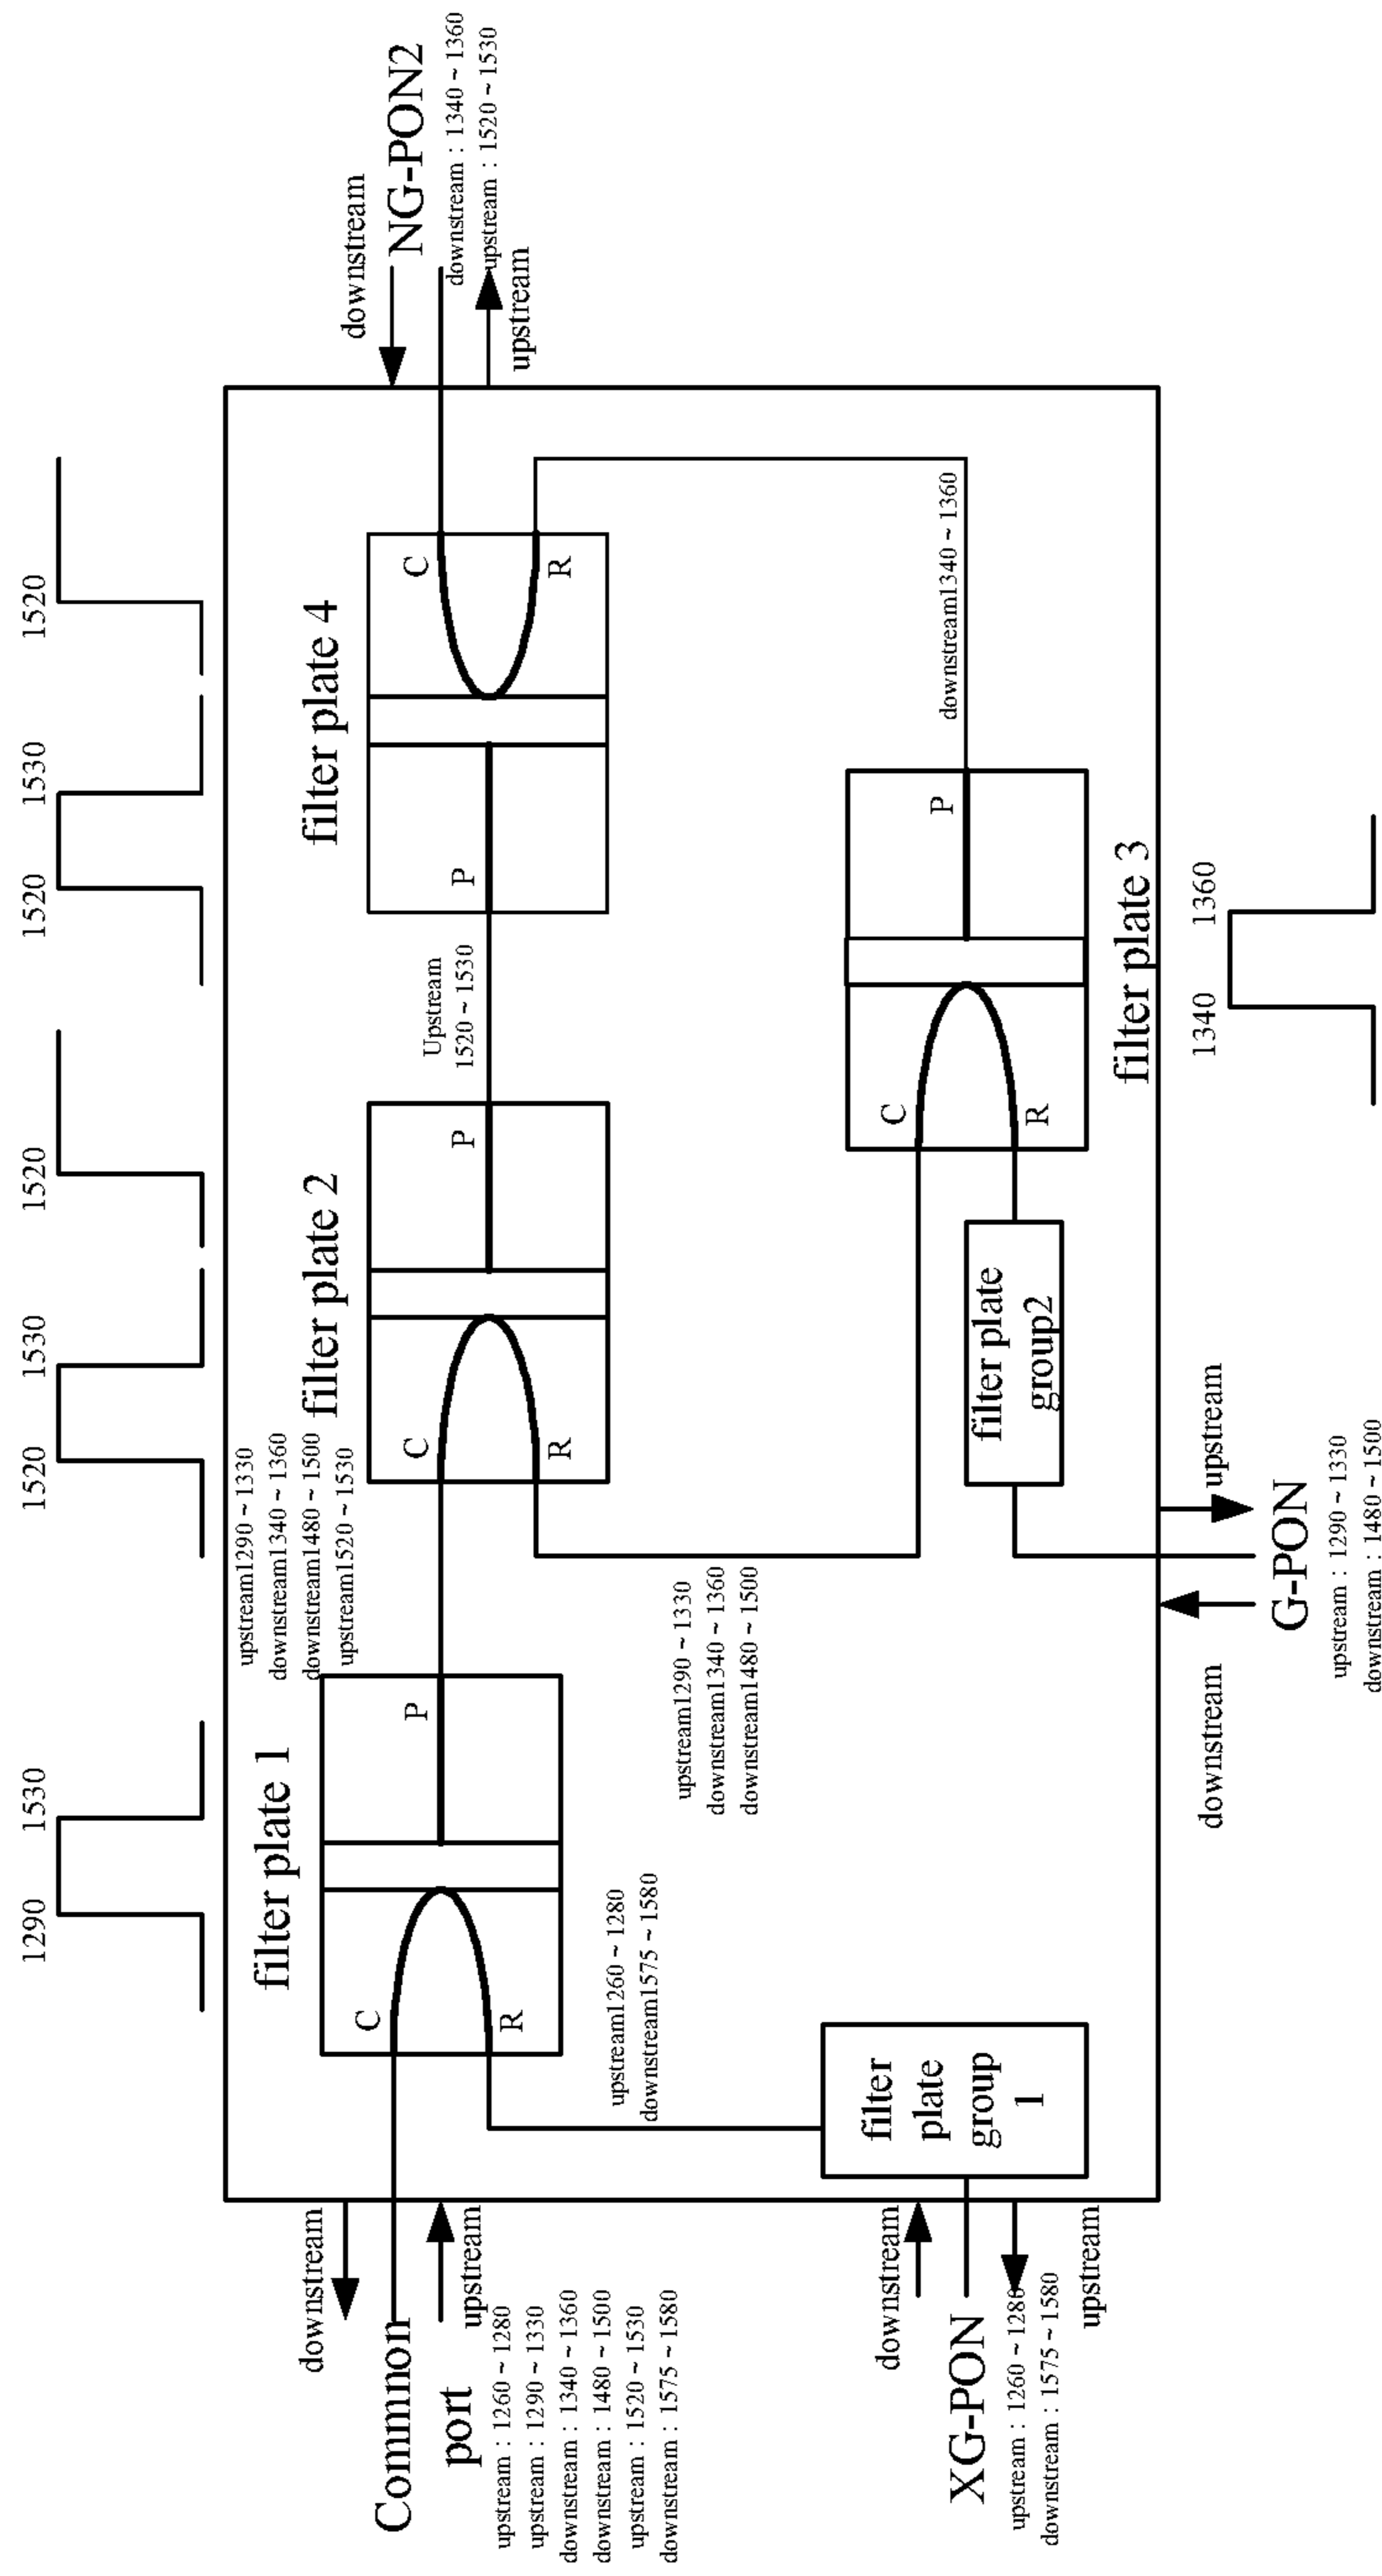 1290
1530
1520
1530
1520
1520
1530
1520
filter plate 1
filter plate 2
filter plate 4
upstream1290 ~ 1330
downstream1340 ~ 1360
downstream1480 ~ 1500
upstream1520 ~ 1530
C
P
R
C
P
R
Upstream
1520 ~ 1530
P
C
R
downstream
NG-PON2
downstream : 1340 ~ 1360
upstream : 1520 ~ 1530
upstream
downstream
Common
port
upstream
upstream : 1260 ~ 1280
upstream : 1290 ~ 1330
downstream : 1340 ~ 1360
downstream : 1480 ~ 1500
upstream : 1520 ~ 1530
downstream : 1575 ~ 1580
upstream1260 ~ 1280
downstream1575 ~ 1580
upstream1290 ~ 1330
downstream1340 ~ 1360
downstream1480 ~ 1500
downstream1340 ~ 1360
C
P
R
filter plate 3
1340
1360
filter
plate
group
1
filter plate
group2
downstream
XG-PON
upstream : 1260 ~ 1280
downstream : 1575 ~ 1580
upstream
downstream
upstream
G-PON
upstream : 1290 ~ 1330
downstream : 1480 ~ 1500